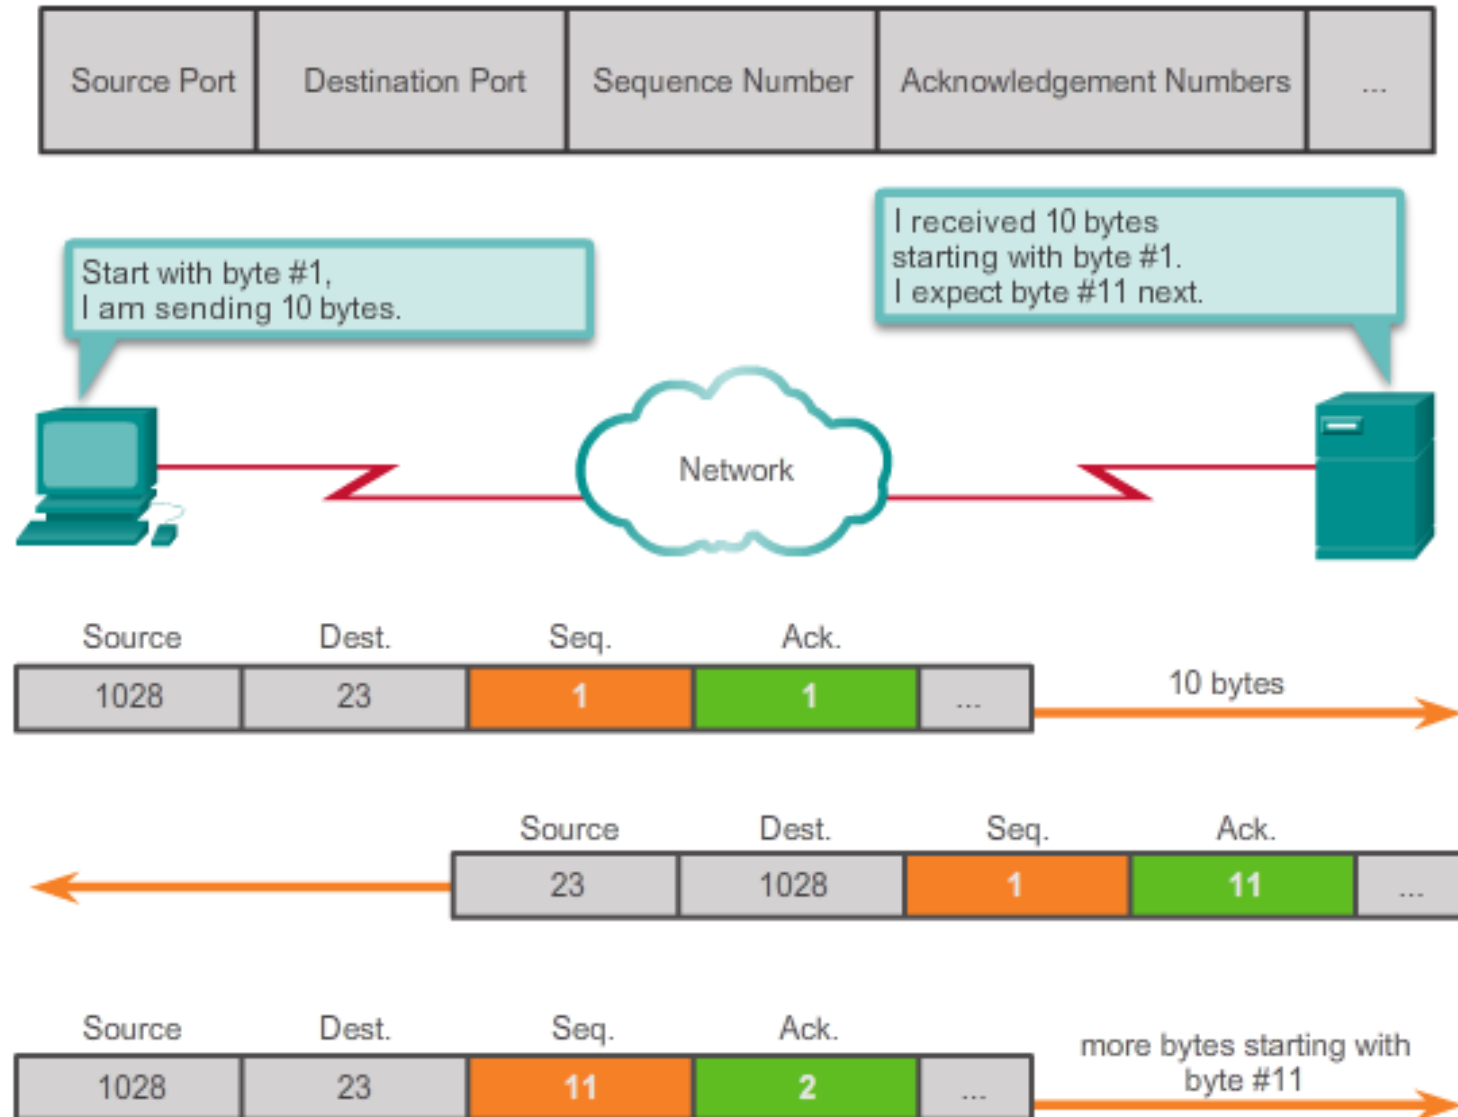 Source Port Destination Port Sequence Number Acknowledgement Numbers ...
Start with byte #1,
I am sending 10 bytes.
I received 10 bytes
starting with byte #1.
I expect byte #11 next.
Network
Source Dest. Seq. Ack.
1028 23 1 1 ...
10 bytes
Source Dest. Seq. Ack.
23 1028 1 11 ...
Source Dest. Seq. Ack.
1028 23 11 2 ...
more bytes starting with
byte #11